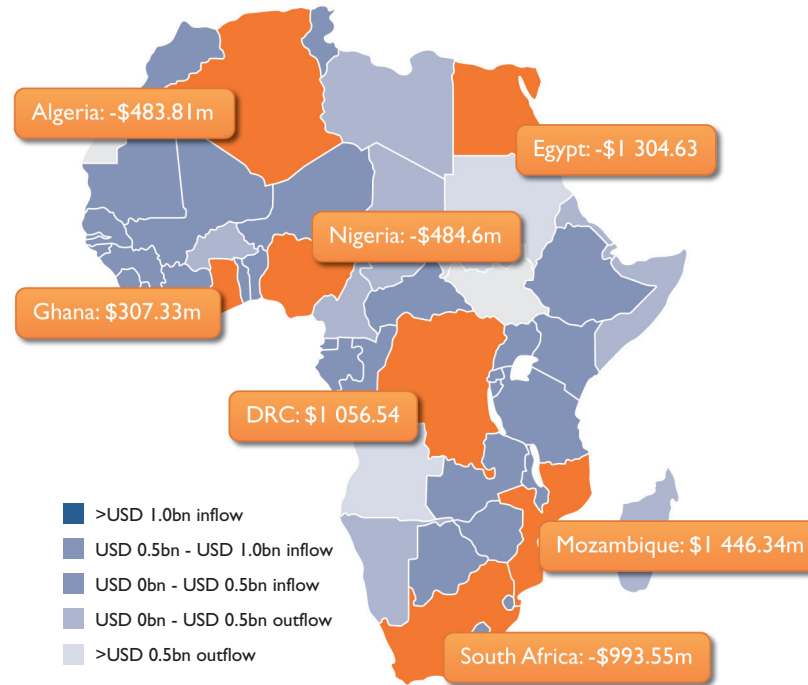 Algeria: -$483.81m
Egypt: -$1 304.63
Nigeria: -$484.6m
Ghana: $307.33m
DRC: $1 056.54
>USD 1.0bn inflow
USD 0.5bn - USD 1.0bn inflow
USD 0bn - USD 0.5bn inflow
USD 0bn - USD 0.5bn outflow
>USD 0.5bn outflow
Mozambique: $1 446.34m
South Africa: -$993.55m